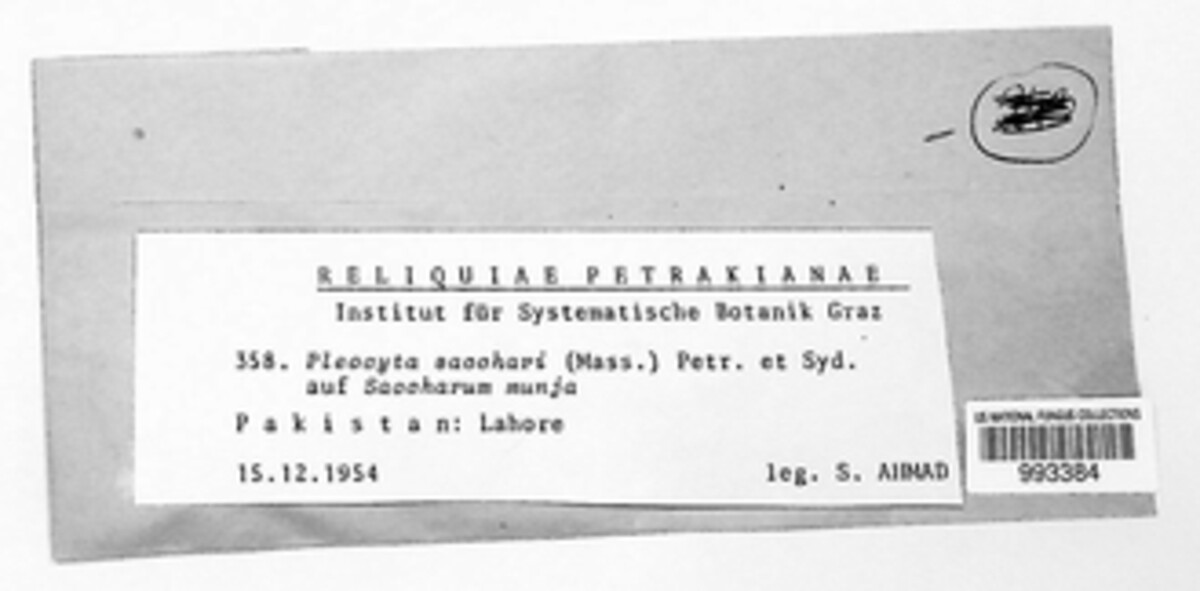 RELIQUIAE PETRAKIANAE
Institut für Systematische Botanik Graz
358. Pleocyta sacchari (Mass.) Petr. et Syd.
auf Saccharum munja
Pakistan: Lahore
15.12.1954 leg. S. AHMAD
US NATIONAL FUNGUS COLLECTIONS
993384